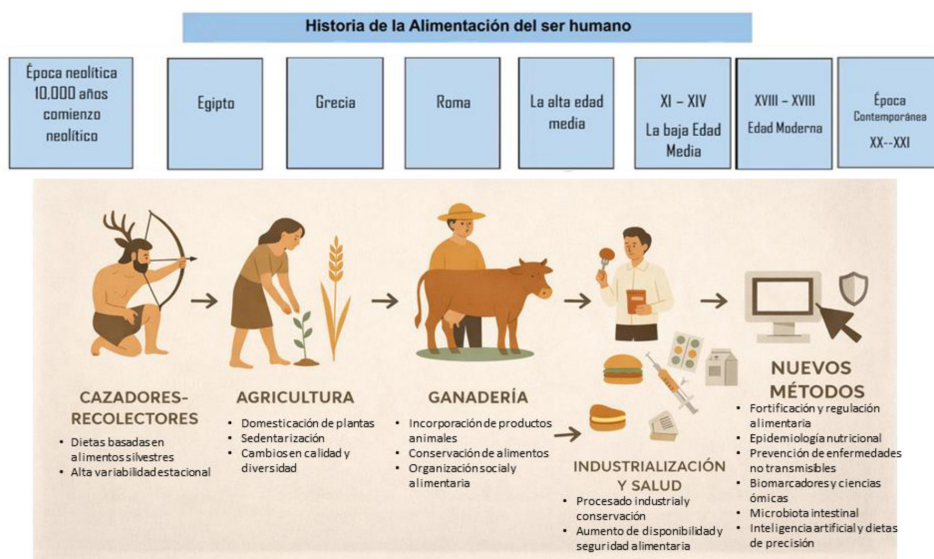 Historia de la Alimentación del ser humano
Época neolítica
10,000 años
comienzo
neolítico
Egipto
Grecia
Roma
La alta edad
media
XI – XIV
La baja Edad
Media
XVIII – XVIII
Edad Moderna
Época
Contemporánea
XX--XXI
CAZADORES-
RECOLECTORES
• Dietas basadas en
alimentos silvestres
• Alta variabilidad estacional
AGRICULTURA
• Domesticación de plantas
• Sedentarización
• Cambios en calidad y
diversidad
GANADERÍA
• Incorporación de productos
animales
• Conservación de alimentos
• Organización social y
alimentaria
INDUSTRIALIZACIÓN
Y SALUD
• Procesado industrial y
conservación
• Aumento de disponibilidad y
seguridad alimentaria
NUEVOS
MÉTODOS
• Fortificación y regulación
alimentaria
• Epidemiología nutricional
• Prevención de enfermedades
no transmisibles
• Biomarcadores y ciencias
ómicas
• Microbiota intestinal
• Inteligencia artificial y dietas
de precisión